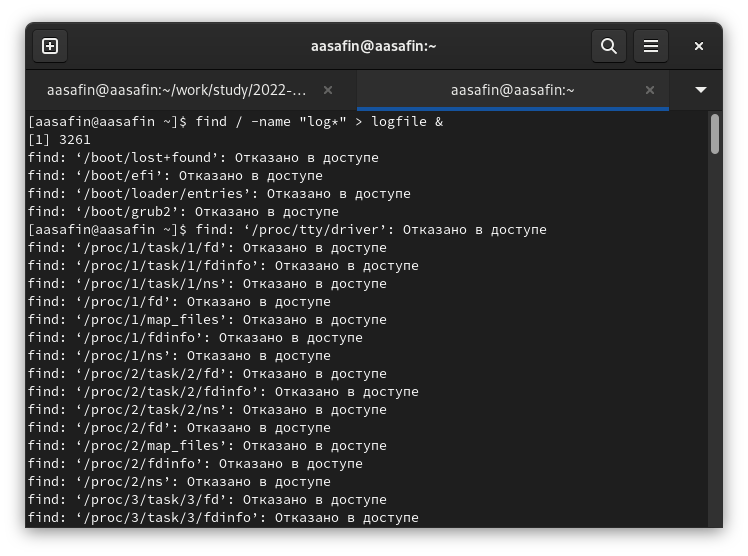 aasafin@aasafin:~
aasafin@aasafin:~/work/study/2022-...
aasafin@aasafin:~
[aasafin@aasafin ~]$ find / -name "log*" > logfile &
[1] 3261
find: ‘/boot/lost+found’: Отказано в доступе
find: ‘/boot/efi’: Отказано в доступе
find: ‘/boot/loader/entries’: Отказано в доступе
find: ‘/boot/grub2’: Отказано в доступе
[aasafin@aasafin ~]$ find: ‘/proc/tty/driver’: Отказано в доступе
find: ‘/proc/1/task/1/fd’: Отказано в доступе
find: ‘/proc/1/task/1/fdinfo’: Отказано в доступе
find: ‘/proc/1/task/1/ns’: Отказано в доступе
find: ‘/proc/1/fd’: Отказано в доступе
find: ‘/proc/1/map_files’: Отказано в доступе
find: ‘/proc/1/fdinfo’: Отказано в доступе
find: ‘/proc/1/ns’: Отказано в доступе
find: ‘/proc/2/task/2/fd’: Отказано в доступе
find: ‘/proc/2/task/2/fdinfo’: Отказано в доступе
find: ‘/proc/2/task/2/ns’: Отказано в доступе
find: ‘/proc/2/fd’: Отказано в доступе
find: ‘/proc/2/map_files’: Отказано в доступе
find: ‘/proc/2/fdinfo’: Отказано в доступе
find: ‘/proc/2/ns’: Отказано в доступе
find: ‘/proc/3/task/3/fd’: Отказано в доступе
find: ‘/proc/3/task/3/fdinfo’: Отказано в доступе